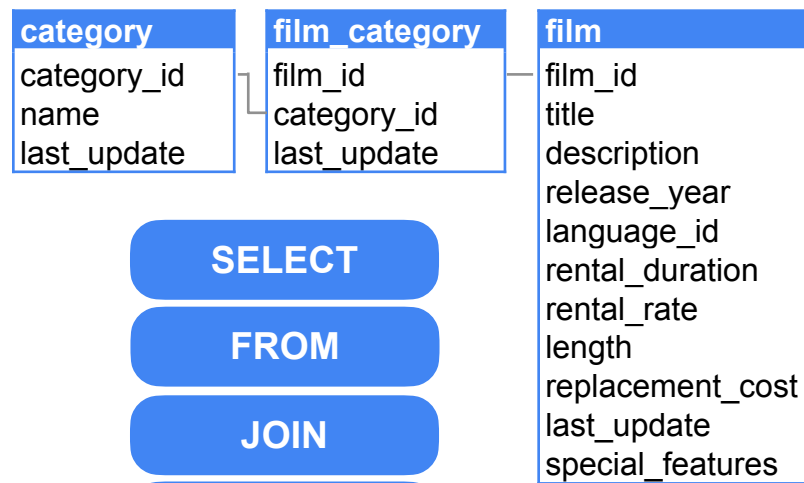 category
category_id
name
last_update
film_category
film_id
category_id
last_update
film
film_id
title
description
release_year
language_id
rental_duration
rental_rate
length
replacement_cost
last_update
special_features
SELECT
FROM
JOIN